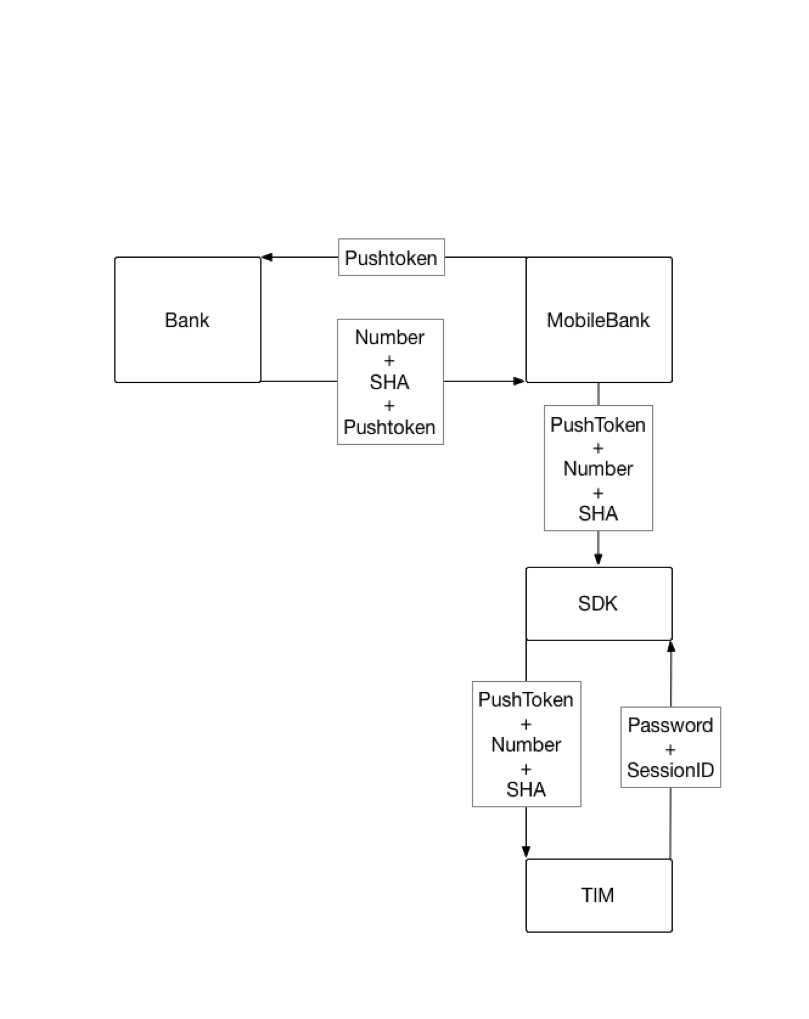 Pushtoken
Bank
MobileBank
Number
+
SHA
+
Pushtoken
PushToken
+
Number
+
SHA
SDK
PushToken
+
Number
+
SHA
Password
+
SessionID
TIM